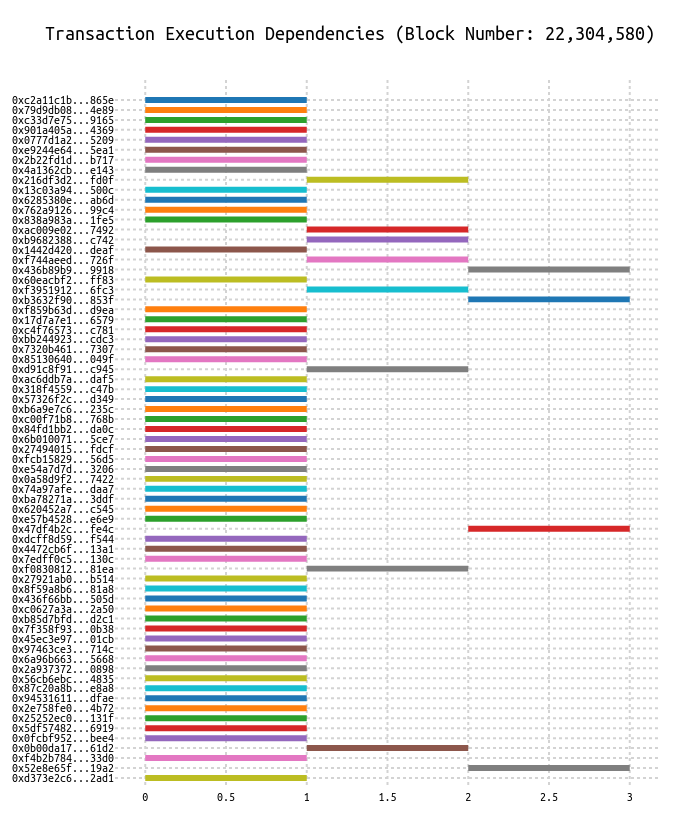 Transaction Execution Dependencies (Block Number: 22,304,580)
0xc2a11c1b...865e
0x79d9db08...4e89
0xc33d7e75...9165
0x901a405a...4369
0x0777d1a2...5209
0xe9244e64...5ea1
0x2b22fd1d...b717
0x4a1362cb...e143
0x216df3d2...fd0f
0x13c03a94...500c
0x6285380e...ab6d
0x762a9126...99c4
0x838a983a...1fe5
0xac009e02...7492
0xb9682388...c742
0x1442d420...deaf
0xf744aeed...726f
0x436b89b9...9918
0x60eacbf2...ff83
0xf3951912...6fc3
0xb3632f90...853f
0xf859b63d...d9ea
0x17d7a7e1...6579
0xc4f76573...c781
0xbb244923...cdc3
0x7320b461...7307
0x85130640...049f
0xd91c8f91...c945
0xac6ddb7a...daf5
0x318f4559...c47b
0x57326f2c...d349
0xb6a9e7c6...235c
0xc00f71b8...768b
0x84fd1bb2...da0c
0x6b010071...5ce7
0x27494015...fdcf
0xfcb15829...56d5
0xe54a7d7d...3206
0x0a58d9f2...7422
0x74a97afe...daa7
0xba78271a...3ddf
0x620452a7...c545
0xe57b4528...e6e9
0x47df4b2c...fe4c
0xdcff8d59...f544
0x4472cb6f...13a1
0x7edff0c5...130c
0xf0830812...81ea
0x27921ab0...b514
0x8f59a8b6...81a8
0x436f66bb...505d
0xc0627a3a...2a50
0xb85d7bfd...d2c1
0x7f358f93...0b38
0x45ec3e97...01cb
0x97463ce3...714c
0x6a96b663...5668
0x2a937372...0898
0x56cb6ebc...4835
0x87c20a8b...e8a8
0x94531611...dfae
0x2e758fe0...4b72
0x25252ec0...131f
0x5df57482...6919
0x0fcbf952...bee4
0x0b00da17...61d2
0xf4b2b784...33d0
0x52e8e65f...19a2
0xd373e2c6...2ad1
0 0.5 1 1.5 2 2.5 3